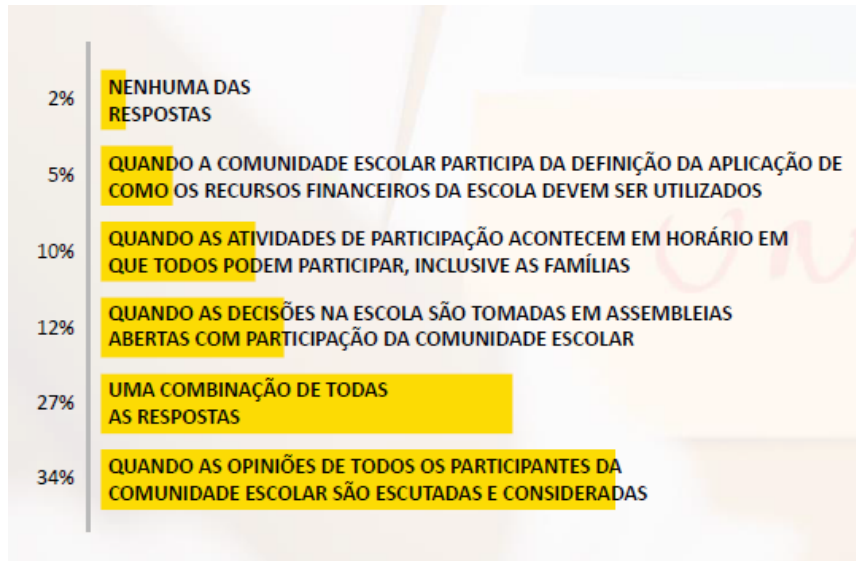 2%
NENHUMA DAS
RESPOSTAS
5%
QUANDO A COMUNIDADE ESCOLAR PARTICIPA DA DEFINIÇÃO DA APLICAÇÃO DE
COMO OS RECURSOS FINANCEIROS DA ESCOLA DEVEM SER UTILIZADOS
10%
QUANDO AS ATIVIDADES DE PARTICIPAÇÃO ACONTECEM EM HORÁRIO EM
QUE TODOS PODEM PARTICIPAR, INCLUSIVE AS FAMÍLIAS
12%
QUANDO AS DECISÕES NA ESCOLA SÃO TOMADAS EM ASSEMBLEIAS
ABERTAS COM PARTICIPAÇÃO DA COMUNIDADE ESCOLAR
27%
UMA COMBINAÇÃO DE TODAS
AS RESPOSTAS
34%
QUANDO AS OPINIÕES DE TODOS OS PARTICIPANTES DA
COMUNIDADE ESCOLAR SÃO ESCUTADAS E CONSIDERADAS